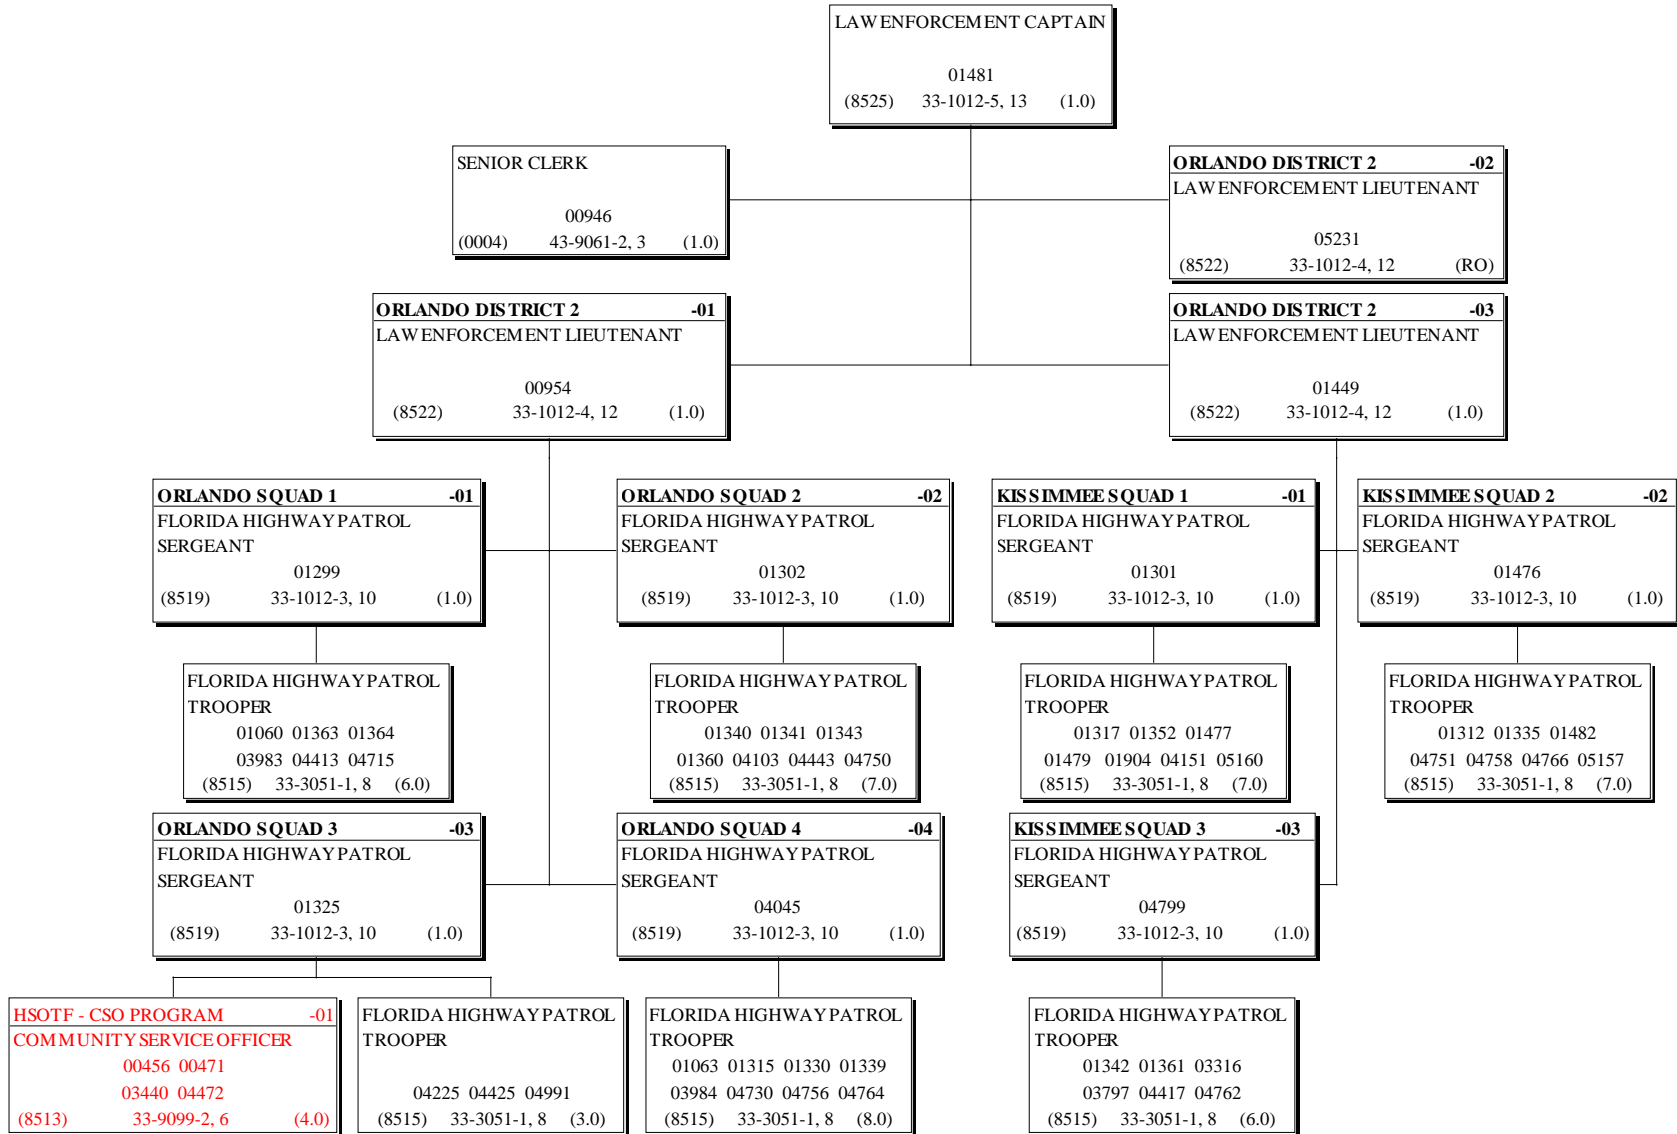 LAW ENFORCEMENT CAPTAIN
01481
(8525) 33-1012-5, 13 (1.0)
SENIOR CLERK
00946
(0004) 43-9061-2, 3 (1.0)
ORLANDO DISTRICT 2 -02
LAW ENFORCEMENT LIEUTENANT
05231
(8522) 33-1012-4, 12 (RO)
ORLANDO DISTRICT 2 -01
LAW ENFORCEMENT LIEUTENANT
00954
(8522) 33-1012-4, 12 (1.0)
ORLANDO DISTRICT 2 -03
LAW ENFORCEMENT LIEUTENANT
01449
(8522) 33-1012-4, 12 (1.0)
ORLANDO SQUAD 1 -01
FLORIDA HIGHWAY PATROL
SERGEANT
01299
(8519) 33-1012-3, 10 (1.0)
ORLANDO SQUAD 2 -02
FLORIDA HIGHWAY PATROL
SERGEANT
01302
(8519) 33-1012-3, 10 (1.0)
KISSIMMEE SQUAD 1 -01
FLORIDA HIGHWAY PATROL
SERGEANT
01301
(8519) 33-1012-3, 10 (1.0)
KISSIMMEE SQUAD 2 -02
FLORIDA HIGHWAY PATROL
SERGEANT
01476
(8519) 33-1012-3, 10 (1.0)
FLORIDA HIGHWAY PATROL
TROOPER
01060 01363 01364
03983 04413 04715
(8515) 33-3051-1, 8 (6.0)
FLORIDA HIGHWAY PATROL
TROOPER
01340 01341 01343
01360 04103 04443 04750
(8515) 33-3051-1, 8 (7.0)
FLORIDA HIGHWAY PATROL
TROOPER
01317 01352 01477
01479 01904 04151 05160
(8515) 33-3051-1, 8 (7.0)
FLORIDA HIGHWAY PATROL
TROOPER
01312 01335 01482
04751 04758 04766 05157
(8515) 33-3051-1, 8 (7.0)
ORLANDO SQUAD 3 -03
FLORIDA HIGHWAY PATROL
SERGEANT
01325
(8519) 33-1012-3, 10 (1.0)
ORLANDO SQUAD 4 -04
FLORIDA HIGHWAY PATROL
SERGEANT
04045
(8519) 33-1012-3, 10 (1.0)
KISSIMMEE SQUAD 3 -03
FLORIDA HIGHWAY PATROL
SERGEANT
04799
(8519) 33-1012-3, 10 (1.0)
HSOTF - CSO PROGRAM -01
COMMUNITY SERVICE OFFICER
00456 00471
03440 04472
(8513) 33-9099-2, 6 (4.0)
FLORIDA HIGHWAY PATROL
TROOPER
04225 04425 04991
(8515) 33-3051-1, 8 (3.0)
FLORIDA HIGHWAY PATROL
TROOPER
01063 01315 01330 01339
03984 04730 04756 04764
(8515) 33-3051-1, 8 (8.0)
FLORIDA HIGHWAY PATROL
TROOPER
01342 01361 03316
03797 04417 04762
(8515) 33-3051-1, 8 (6.0)